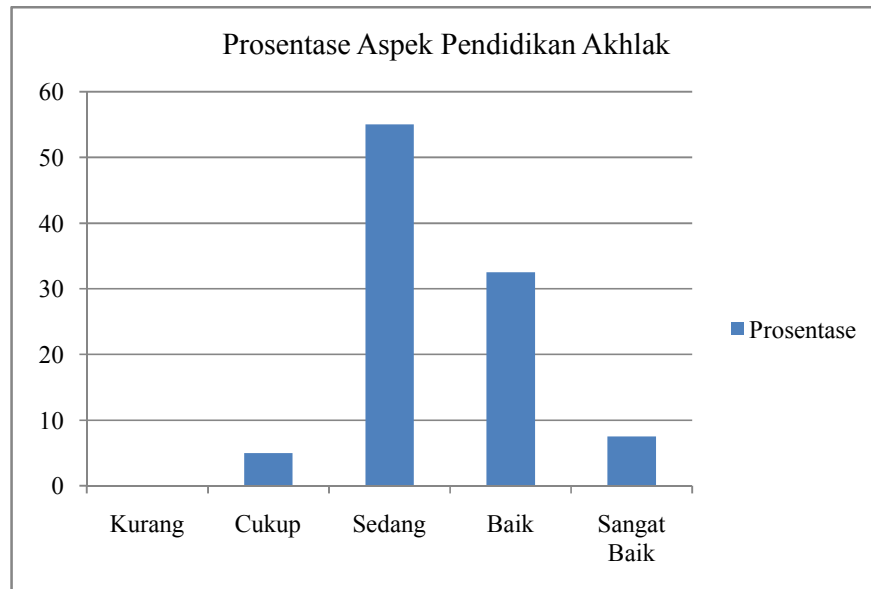 Prosentase Aspek Pendidikan Akhlak
60
50
40
30
20
10
0
Kurang
Cukup
Sedang
Baik
Sangat
Baik
Prosentase